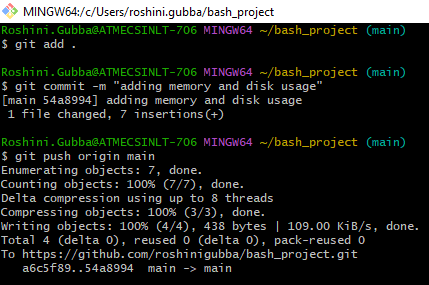 MINGW64:/c/Users/roshini.gubba/bash_project
Roshini.Gubba@ATMECSINLT-706 MINGW64 ~/bash_project (main)
$ git add .
Roshini.Gubba@ATMECSINLT-706 MINGW64 ~/bash_project (main)
$ git commit -m "adding memory and disk usage"
[main 54a8994] adding memory and disk usage
1 file changed, 7 insertions(+)
Roshini.Gubba@ATMECSINLT-706 MINGW64 ~/bash_project (main)
$ git push origin main
Enumerating objects: 7, done.
Counting objects: 100% (7/7), done.
Delta compression using up to 8 threads
Compressing objects: 100% (3/3), done.
Writing objects: 100% (4/4), 438 bytes | 109.00 KiB/s, done.
Total 4 (delta 0), reused 0 (delta 0), pack-reused 0
To https://github.com/roshinigubba/bash_project.git
a6c5f89..54a8994  main -> main